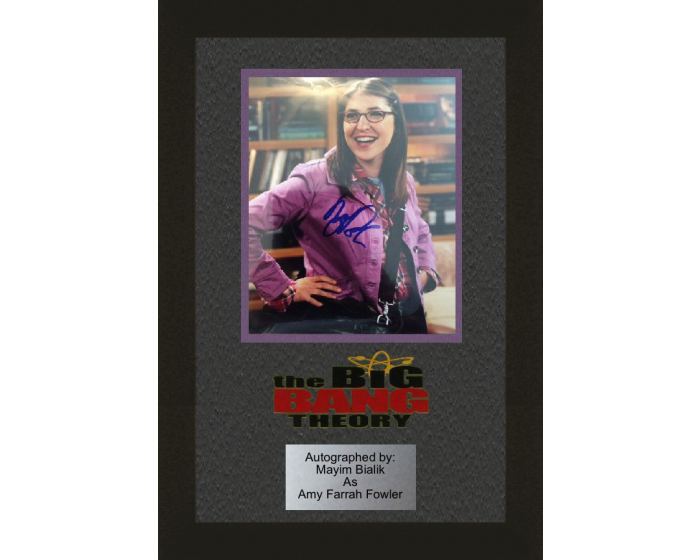 the BIG
BANG
THEORY
Autographed by:
Mayim Bialik
As
Amy Farrah Fowler